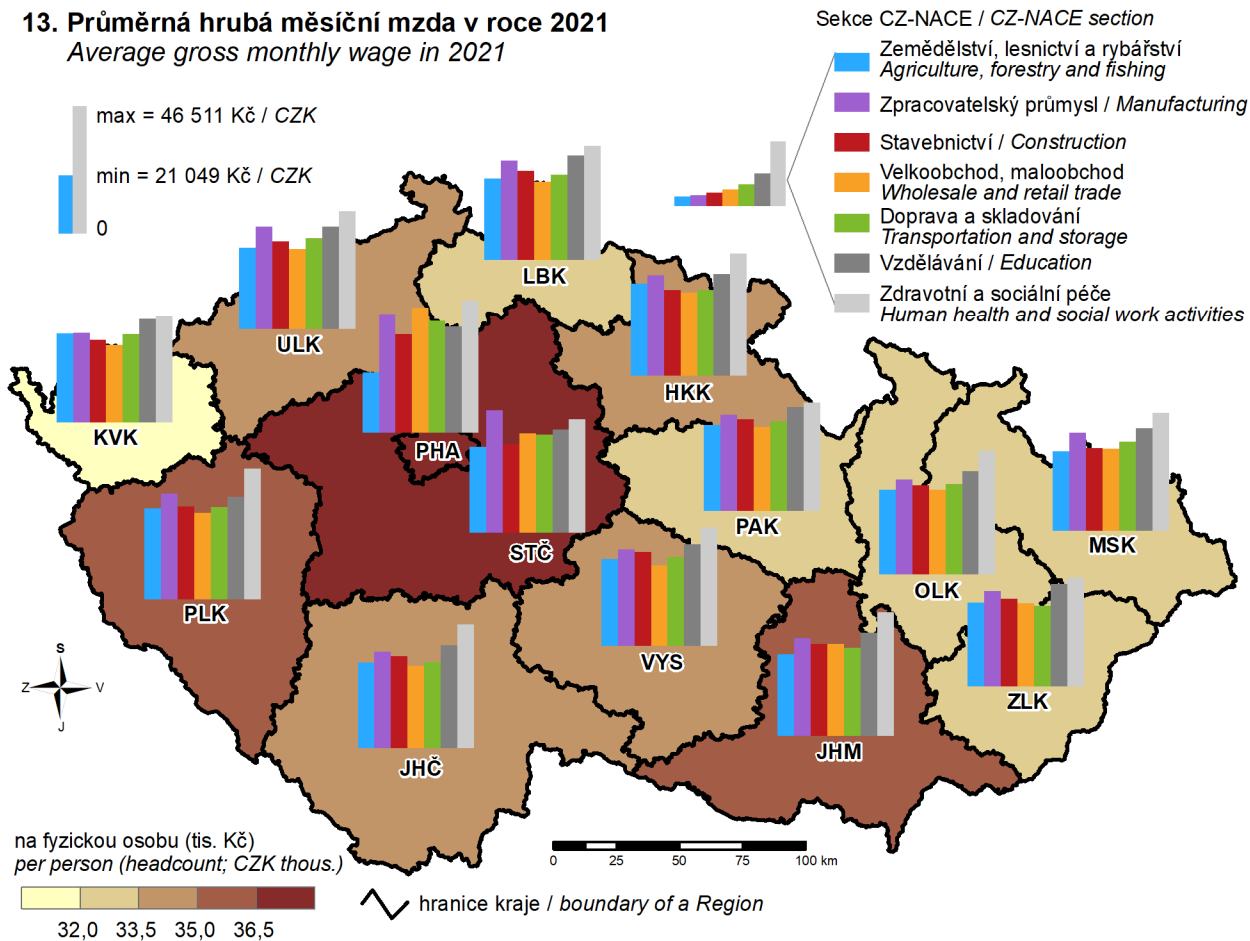 13. Průměrná hrubá měsíční mzda v roce 2021
Average gross monthly wage in 2021
max = 46 511 Kč / CZK
min = 21 049 Kč / CZK
0
Sekce CZ-NACE / CZ-NACE section
Zemědělství, lesnictví a rybářství
Agriculture, forestry and fishing
Zpracovatelský průmysl / Manufacturing
Stavebnictví / Construction
Velkoobchod, maloobchod
Wholesale and retail trade
Doprava a skladování
Transportation and storage
Vzdělávání / Education
Zdravotní a sociální péče
Human health and social work activities
LBK
ULK
HKK
KVK
PHA
PAK
STČ
MSK
OLK
PLK
VYS
ZLK
JHM
JHČ
S
Z
V
J
na fyzickou osobu (tis. Kč)
per person (headcount; CZK thous.)
32,0 33,5 35,0 36,5
hranice kraje / boundary of a Region
0 25 50 75 100 km